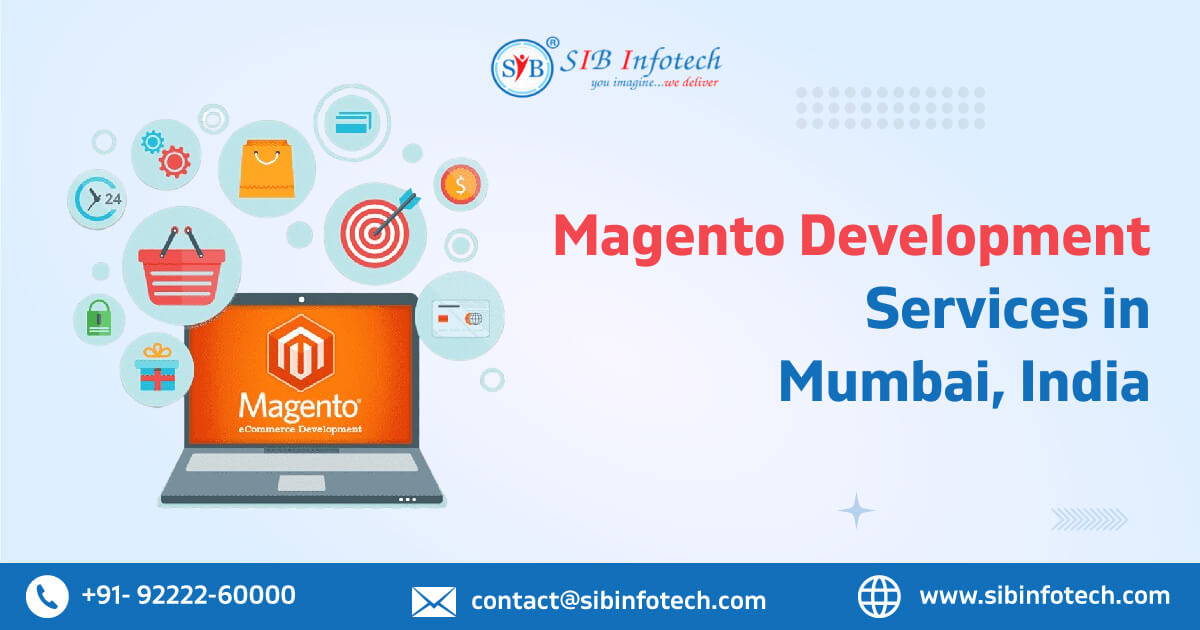 SYB
®
SIB Infotech
you imagine...we deliver
24
$
Magento Development
Services in
Mumbai, India
Magento®
eCommerce Development
+91- 92222-60000
contact@sibinfotech.com
www.sibinfotech.com